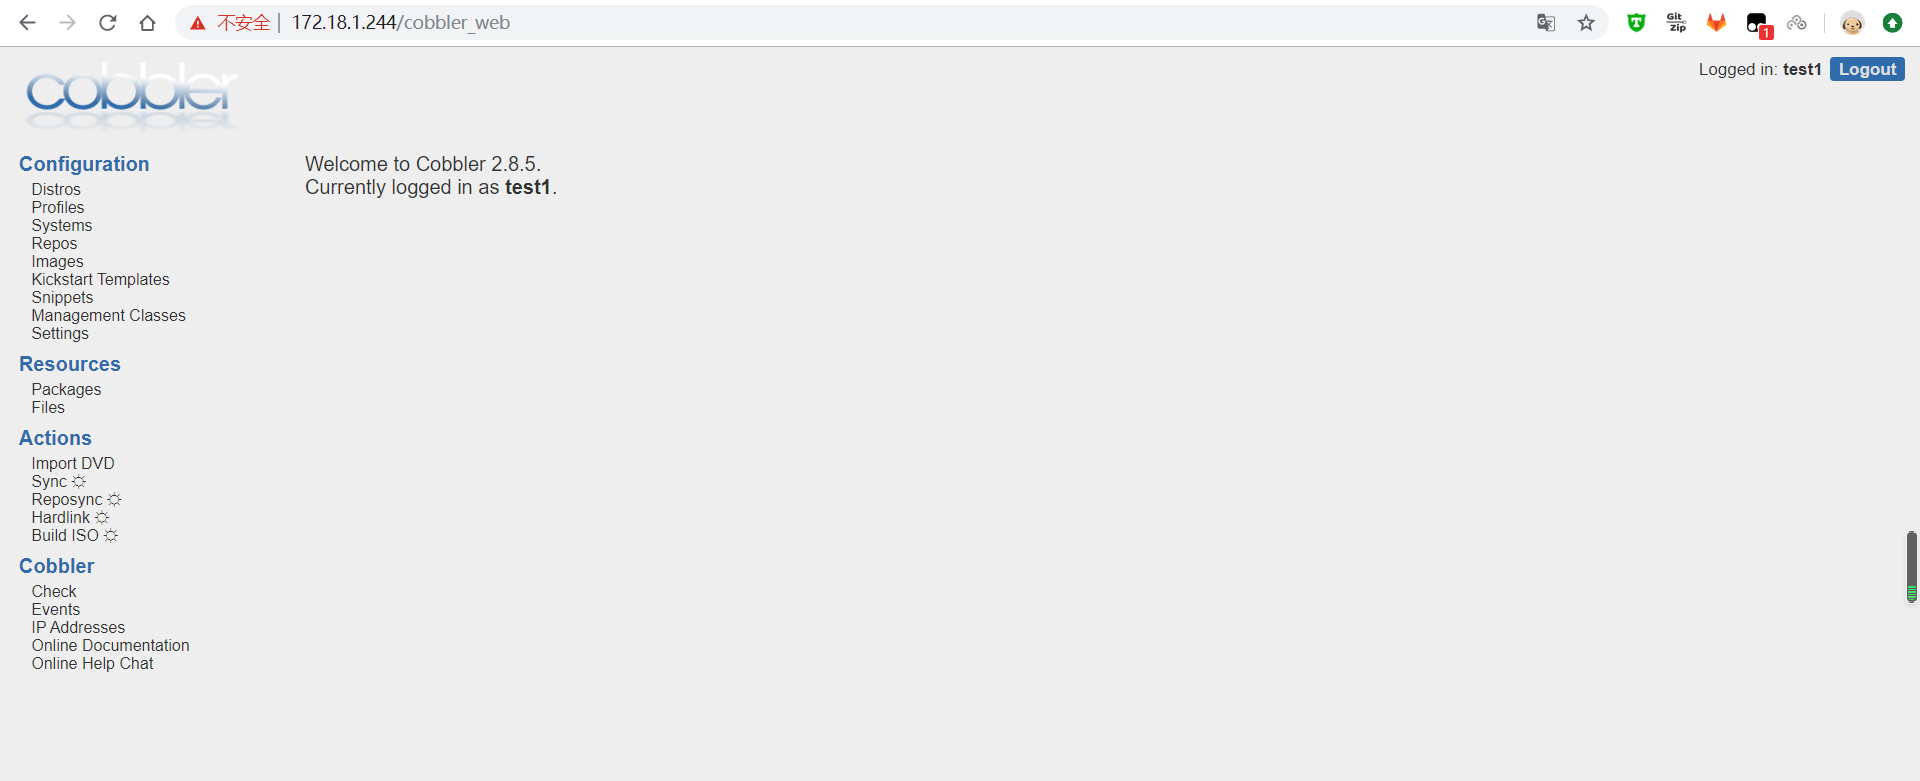 不安全 172.18.1.244/cobbler_web
Git
Zip
1
cobbler
Logged in: test1 Logout
Configuration
Distros
Profiles
Systems
Repos
Images
Kickstart Templates
Snippets
Management Classes
Settings
Resources
Packages
Files
Actions
Import DVD
Sync
Reposync
Hardlink
Build ISO
Cobbler
Check
Events
IP Addresses
Online Documentation
Online Help Chat
Welcome to Cobbler 2.8.5.
Currently logged in as test1.